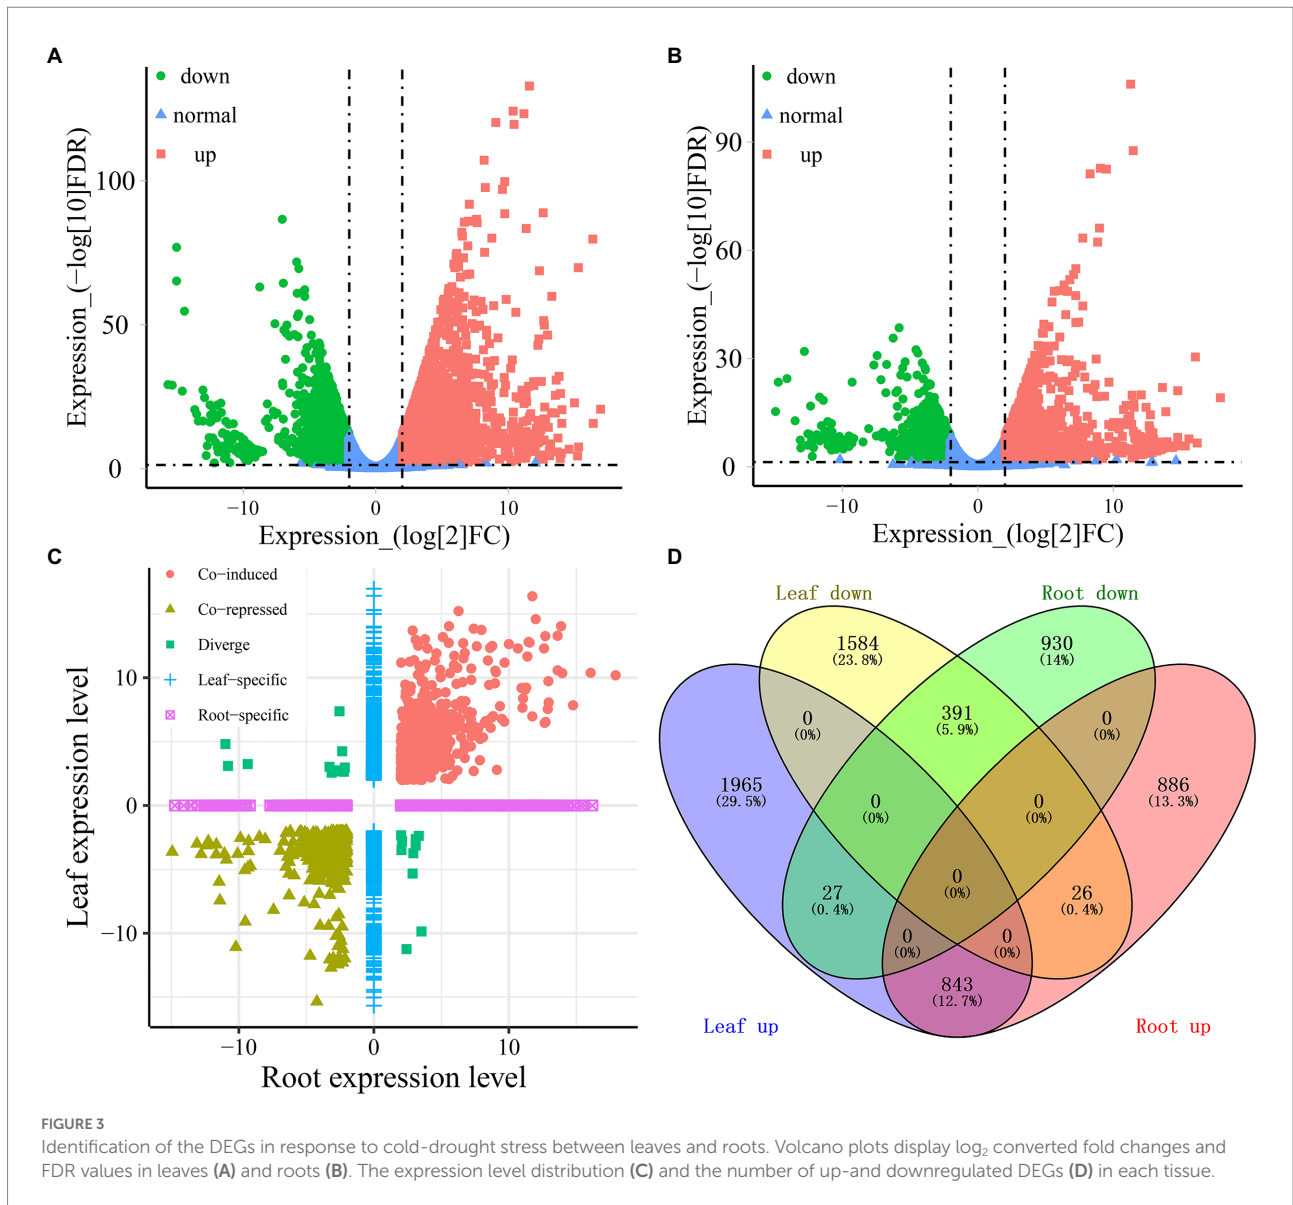 A
down
normal
up
100
50
0
−10
0
10
Expression_(−log[10]FDR)
Expression_(log[2]FC)
B
down
normal
up
90
60
30
0
−10
0
10
Expression_(−log[10]FDR)
Expression_(log[2]FC)
C
Co−induced
Co−repressed
Diverge
Leaf−specific
Root−specific
10
0
−10
−10
0
10
Leaf expression level
Root expression level
D
Leaf down
Root down
1584
(23.8%)
930
(14%)
391
(5.9%)
0
(0%)
0
(0%)
1965
(29.5%)
886
(13.3%)
0
(0%)
0
(0%)
0
(0%)
27
(0.4%)
26
(0.4%)
0
(0%)
0
(0%)
843
(12.7%)
Leaf up
Root up
FIGURE 3
Identification of the DEGs in response to cold-drought stress between leaves and roots. Volcano plots display log₂ converted fold changes and
FDR values in leaves (A) and roots (B). The expression level distribution (C) and the number of up-and downregulated DEGs (D) in each tissue.